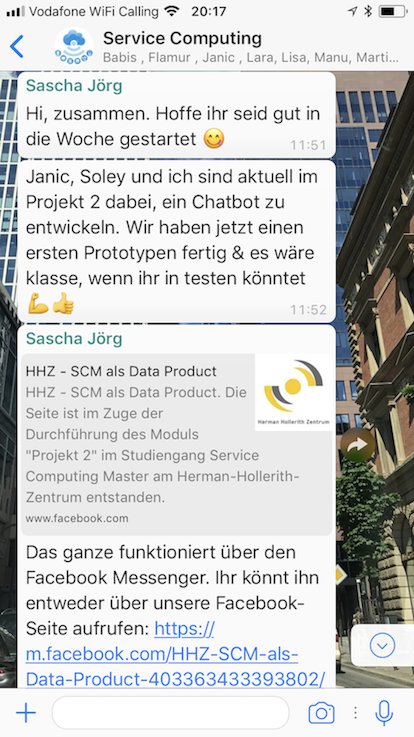 Vodafone WiFi Calling 20:17
Service Computing
Babis , Flamur , Janic , Lara, Lisa, Manu, Marti...
Sascha Jörg
Hi, zusammen. Hoffe ihr seid gut in
die Woche gestartet 😋
11:51
Janic, Soley und ich sind aktuell im
Projekt 2 dabei, ein Chatbot zu
entwickeln. Wir haben jetzt einen
ersten Prototypen fertig & es wäre
klasse, wenn ihr in testen könntet
💪👍
11:52
Sascha Jörg
HHZ - SCM als Data Product
HHZ - SCM als Data Product. Die
Seite ist im Zuge der
Durchführung des Moduls
"Projekt 2" im Studiengang Service
Computing Master am Herman-Hollerith-
Zentrum entstanden.
www.facebook.com
Herman Hollerith Zentrum
Das ganze funktioniert über den
Facebook Messenger. Ihr könnt ihn
entweder über unsere Facebook-
Seite aufrufen: https://
m.facebook.com/HHZ-SCM-als-
Data-Product-403363433393802/